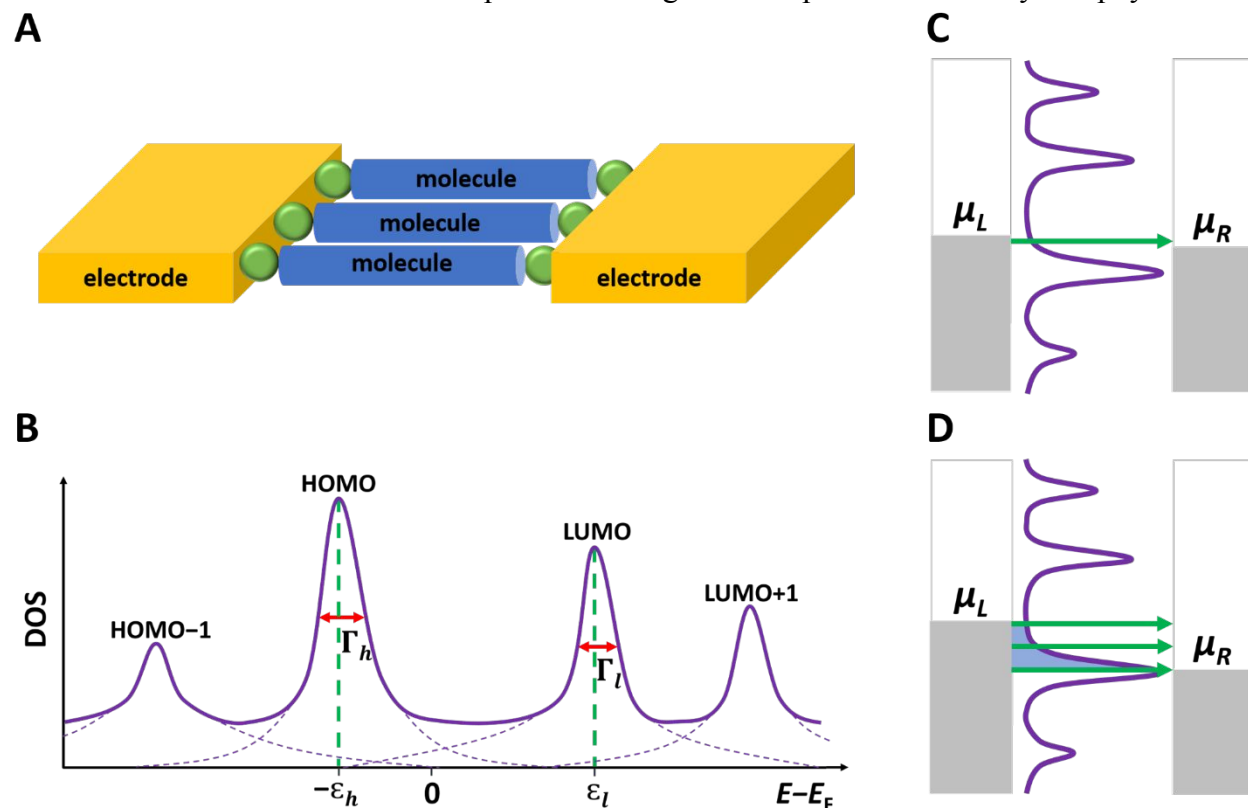 A
molecule
molecule
molecule
electrode
electrode
B
DOS
HOMO−1
HOMO
Γh
LUMO
Γl
LUMO+1
−εh
0
εl
E−EF
C
μL
μR
D
μL
μR